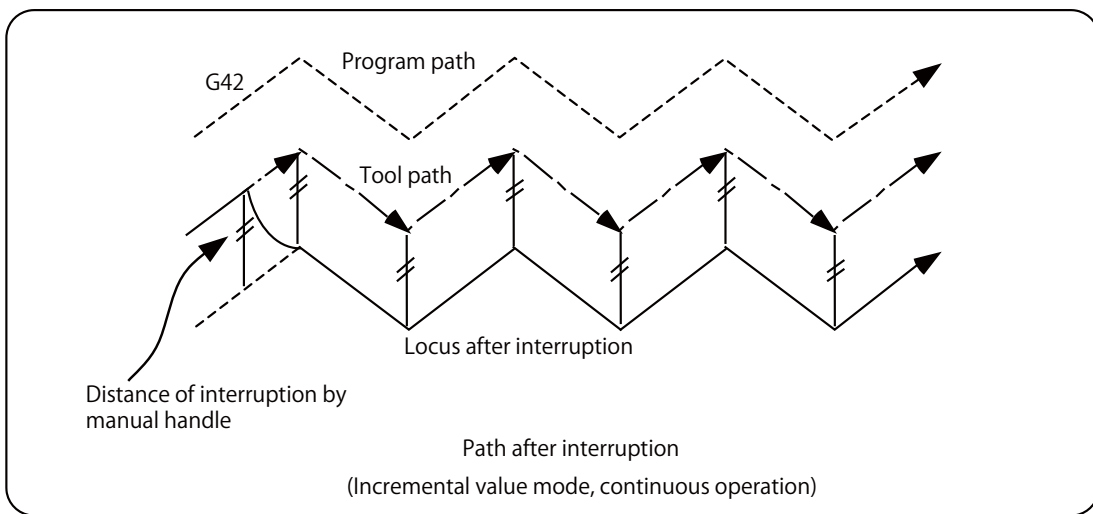 Program path
G42
Tool path
Locus after interruption
Distance of interruption by
manual handle
Path after interruption
(Incremental value mode, continuous operation)